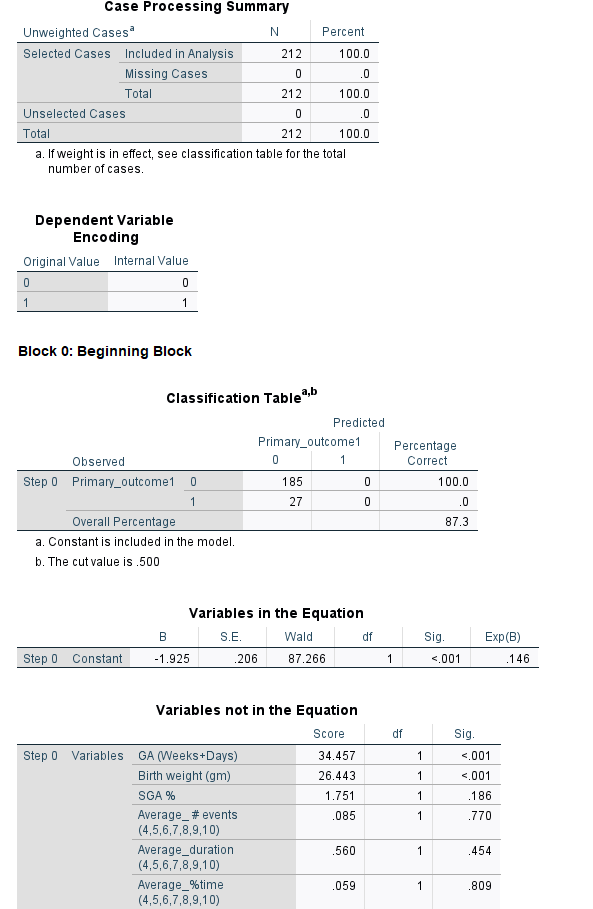 Case Processing Summary
Unweighted Casesa N Percent
Selected Cases Included in Analysis 212 100.0
Missing Cases 0 .0
Total 212 100.0
Unselected Cases 0 .0
Total 212 100.0
a. If weight is in effect, see classification table for the total
number of cases.
Dependent Variable
Encoding
Original Value Internal Value
0 0
1 1
Block 0: Beginning Block
Classification Tablea,b
Predicted
Primary_outcome1 Percentage
Observed 0 1 Correct
Step 0 Primary_outcome1 0 185 0 100.0
1 27 0 .0
Overall Percentage 87.3
a. Constant is included in the model.
b. The cut value is .500
Variables in the Equation
B S.E. Wald df Sig. Exp(B)
Step 0 Constant -1.925 .206 87.266 1 <.001 .146
Variables not in the Equation
Score df Sig.
Step 0 Variables GA (Weeks+Days) 34.457 1 <.001
Birth weight (gm) 26.443 1 <.001
SGA % 1.751 1 .186
Average_ # events .085 1 .770
(4,5,6,7,8,9,10)
Average_duration .560 1 .454
(4,5,6,7,8,9,10)
Average_%time .059 1 .809
(4,5,6,7,8,9,10)